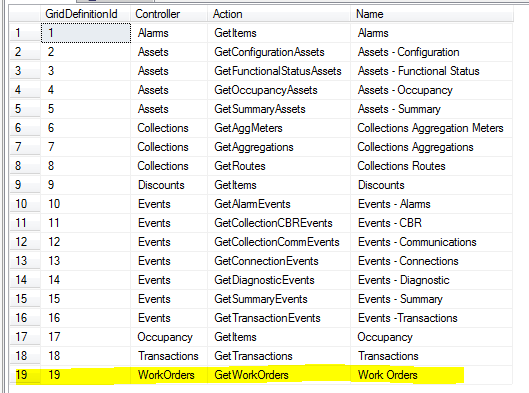 GridDefinitionId Controller Action Name
1 1 Alarms GetItems Alarms
2 2 Assets GetConfigurationAssets Assets - Configuration
3 3 Assets GetFunctionalStatusAssets Assets - Functional Status
4 4 Assets GetOccupancyAssets Assets - Occupancy
5 5 Assets GetSummaryAssets Assets - Summary
6 6 Collections GetAggMeters Collections Aggregation Meters
7 7 Collections GetAggregations Collections Aggregations
8 8 Collections GetRoutes Collections Routes
9 9 Discounts GetItems Discounts
10 10 Events GetAlarmEvents Events - Alarms
11 11 Events GetCollectionCBREvents Events - CBR
12 12 Events GetCollectionCommEvents Events - Communications
13 13 Events GetConnectionEvents Events - Connections
14 14 Events GetDiagnosticEvents Events - Diagnostic
15 15 Events GetSummaryEvents Events - Summary
16 16 Events GetTransactionEvents Events -Transactions
17 17 Occupancy GetItems Occupancy
18 18 Transactions GetTransactions Transactions
19 19 WorkOrders GetWorkOrders Work Orders